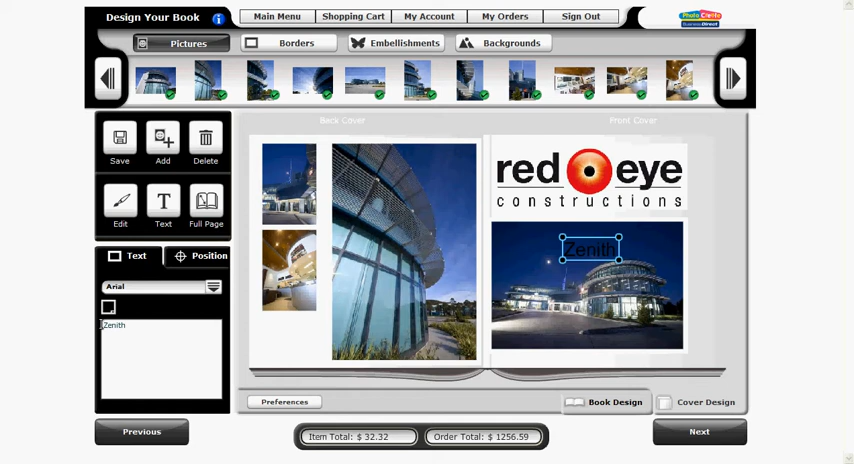 Design Your Book
Main Menu
Shopping Cart
My Account
My Orders
Sign Out
Pictures
Borders
Embellishments
Backgrounds
Save
Add
Delete
Edit
Text
Full Page
Text
Position
Arial
Zenith
Back Cover
Front Cover
red eye
constructions
Zenith
Preferences
Book Design
Cover Design
Previous
Item Total: $ 32.32
Order Total: $ 1256.59
Next